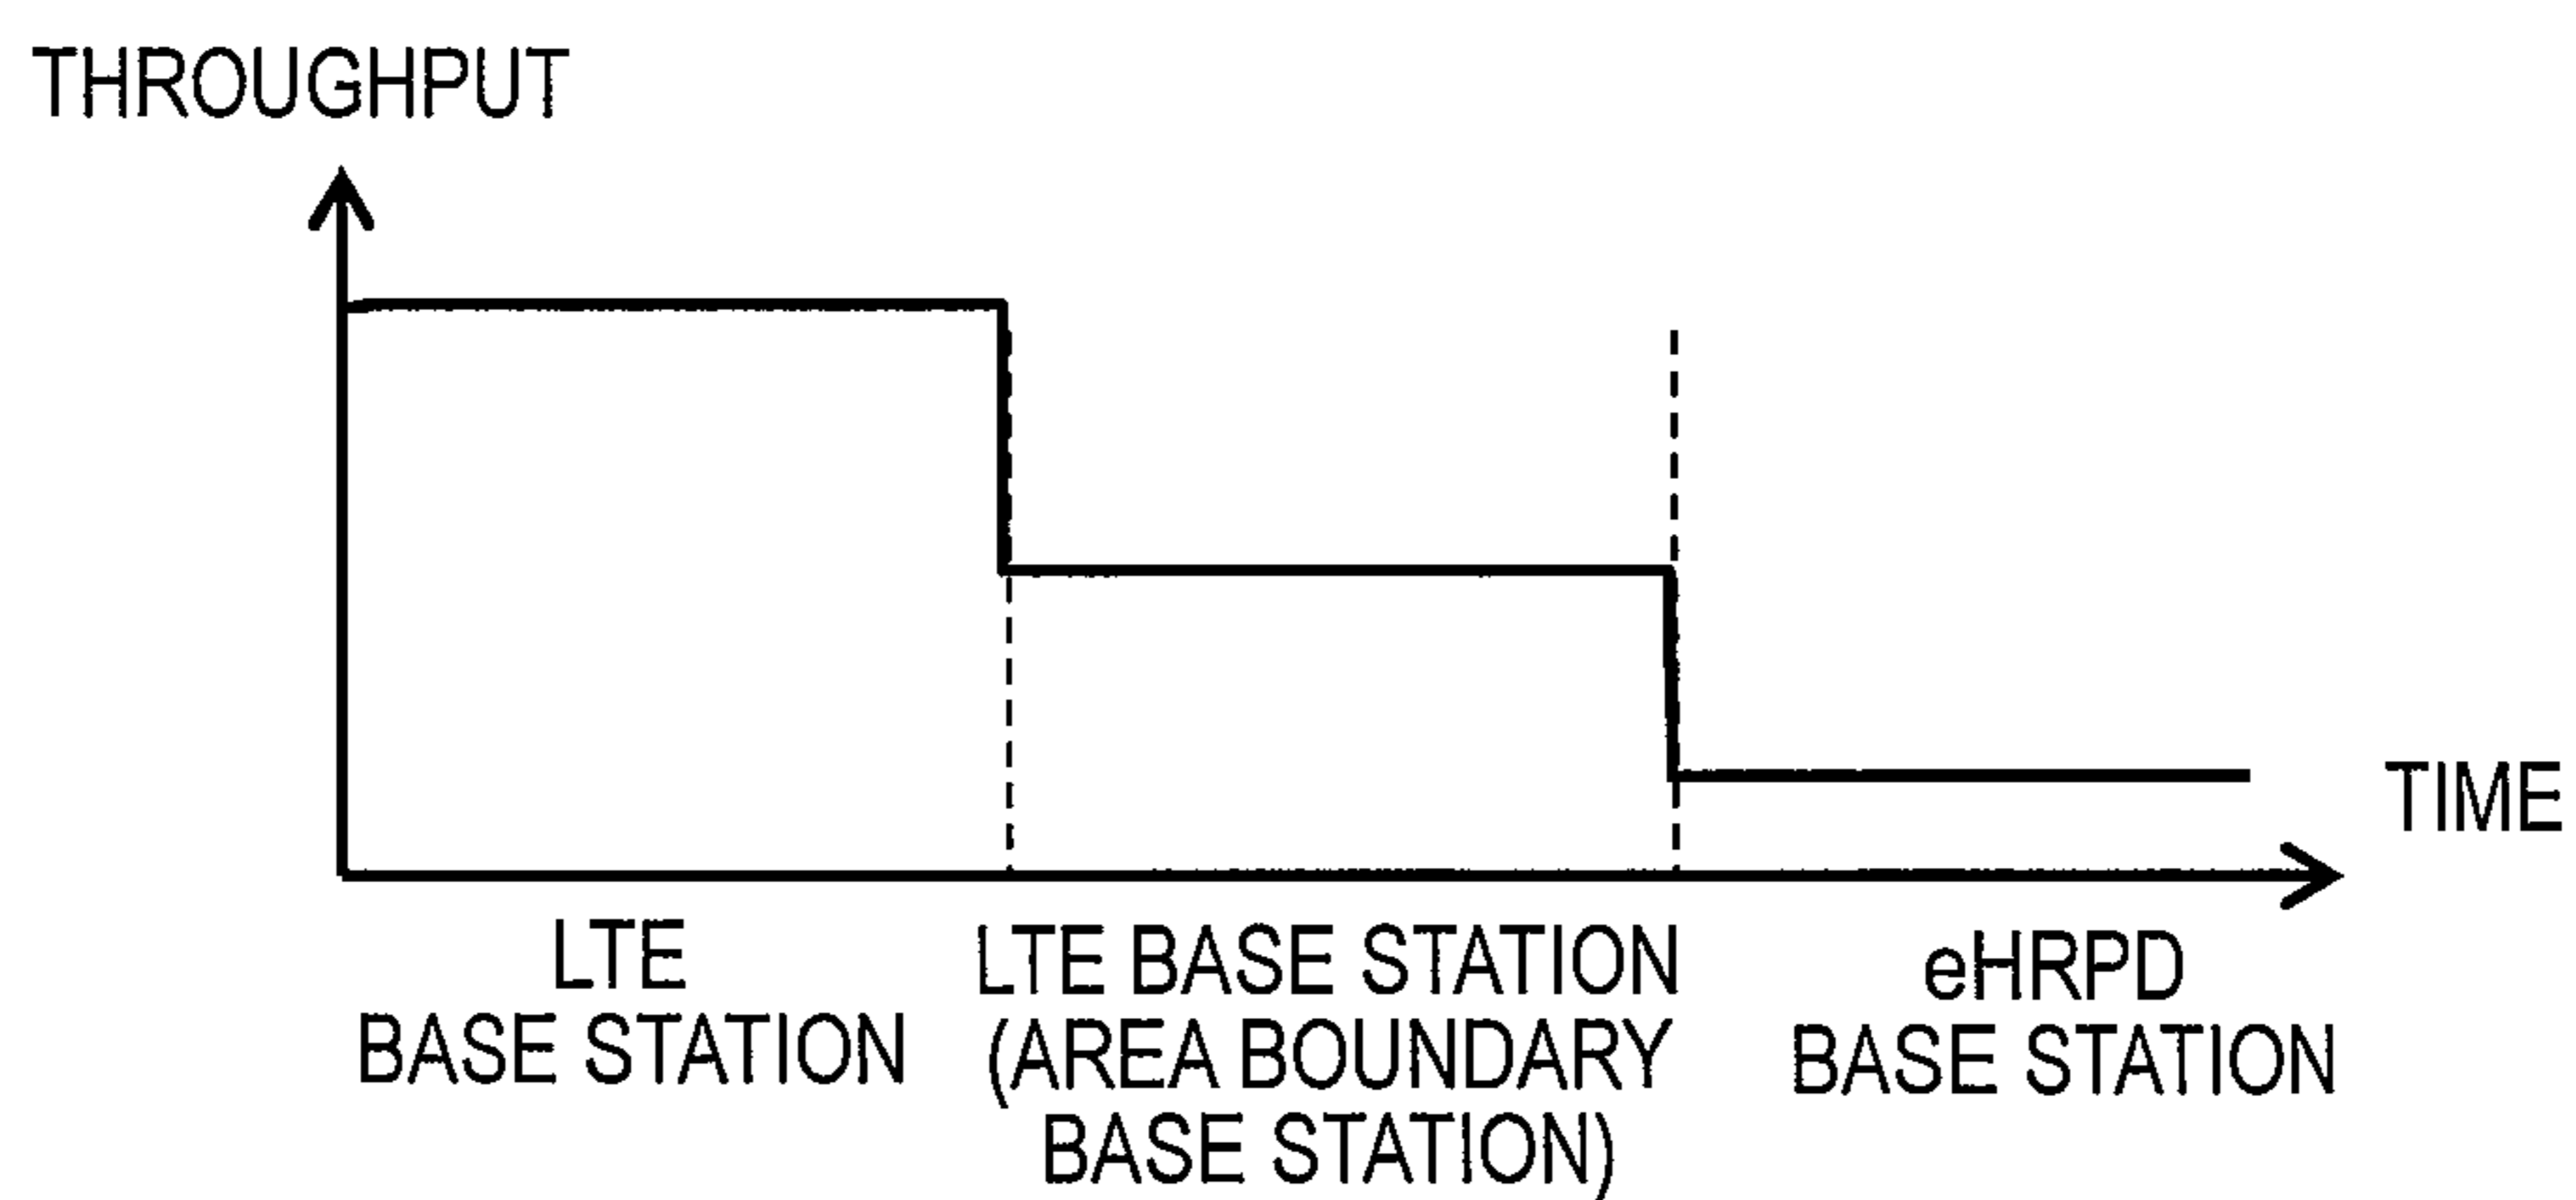 THROUGHPUT
TIME
LTE
BASE STATION
LTE BASE STATION
(AREA BOUNDARY
BASE STATION)
eHRPD
BASE STATION